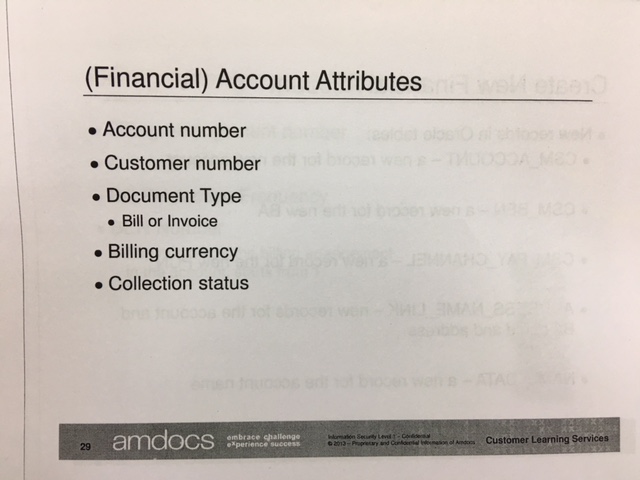 (Financial) Account Attributes
• Account number
• Customer number
• Document Type
• Bill or Invoice
• Billing currency
• Collection status
29
amdocs
embrace challenge
experience success
Information Security Level 1 – Confidential
© 2013 – Proprietary and Confidential Information of Amdocs
Customer Learning Services